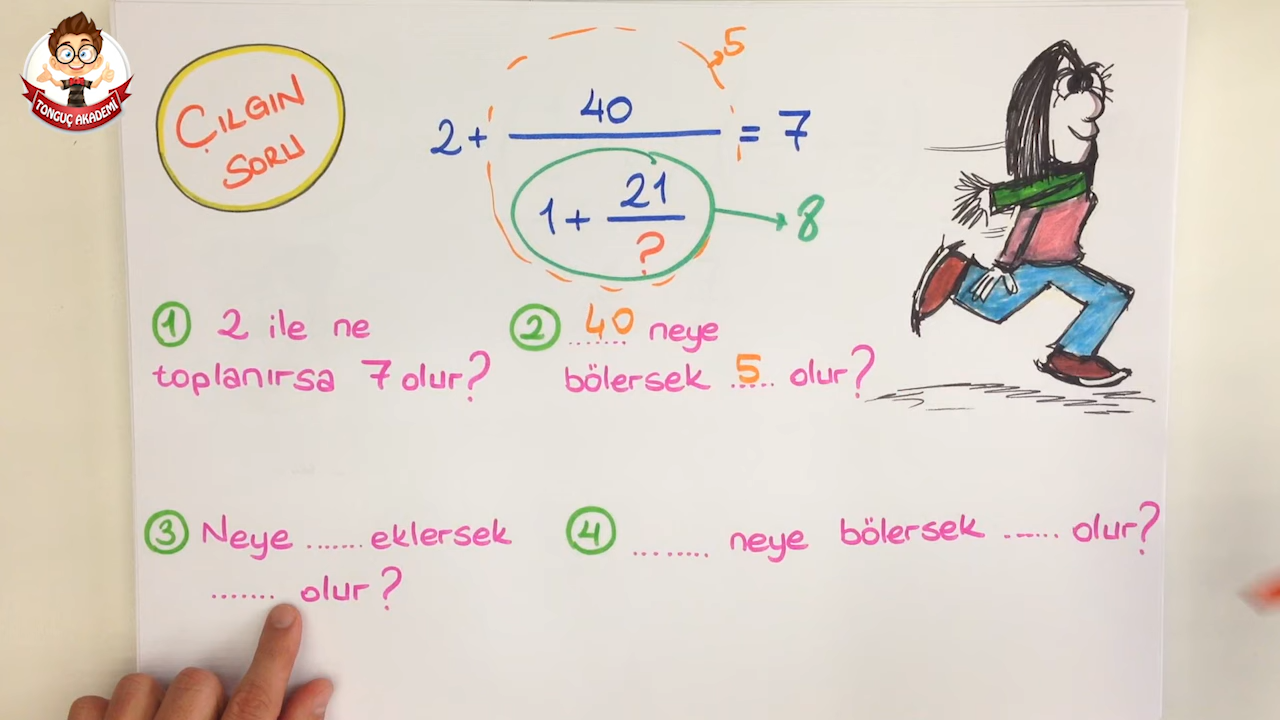 TONGUÇ AKADEMİ
ÇILGIN
SORU
5
40
2+ = 7
21
1+
?
8
1 2 ile ne
toplanırsa 7 olur?
2 40 neye
bölersek 5 olur?
3 Neye ....... eklersek
....... olur?
4 ........ neye bölersek ...... olur?